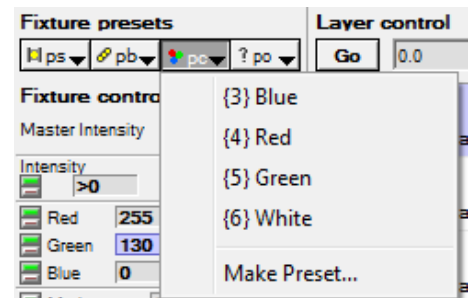 Fixture presets
Layer control
ps pb pc ? po
Go 0.0
Fixture contro
Master Intensity
Intensity
>0
Red 255
Green 130
Blue 0
{3} Blue
{4} Red
{5} Green
{6} White
Make Preset...